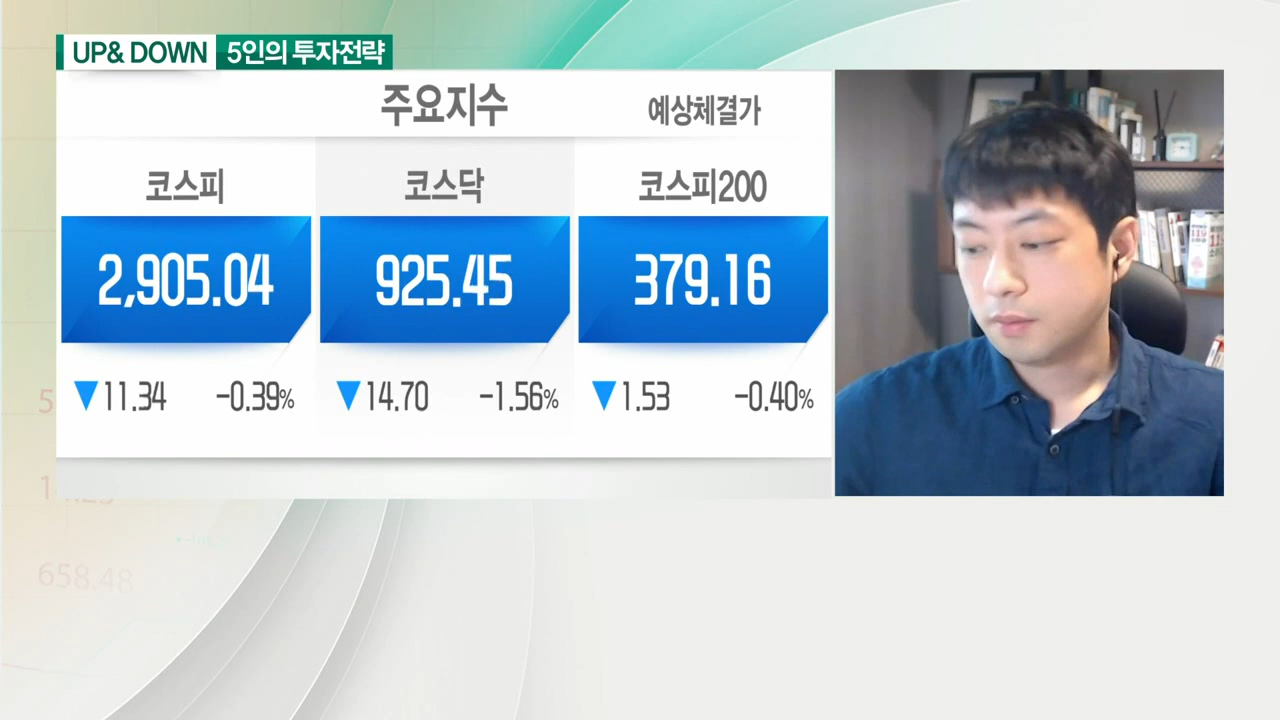 UP& DOWN 5인의 투자전략
주요지수 예상체결가
코스피 코스닥 코스피200
2,905.04 925.45 379.16
▼11.34 -0.39% ▼14.70 -1.56% ▼1.53 -0.40%
658.48